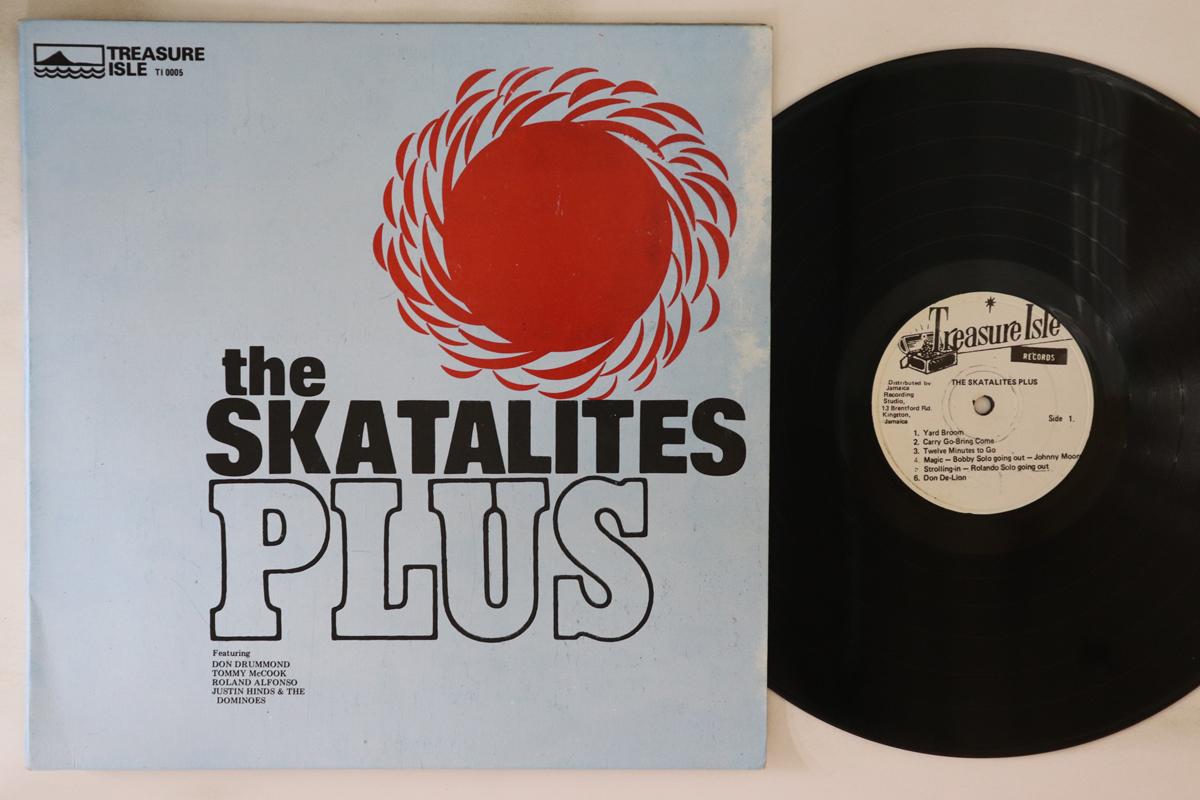 TREASURE
ISLE TI 0005
the
SKATALITES
PLUS
Featuring
DON DRUMMOND
TOMMY McCOOK
ROLAND ALFONSO
JUSTIN HINDS & THE
DOMINOES
Treasure Isle
RECORDS
Distributed by
Jamaica
Recording
Studio,
13 Brentford Rd.
Kingston,
Jamaica
THE SKATALITES PLUS
Side 1.
1. Yard Broom
2. Carry Go-Bring Come
3. Twelve Minutes to Go
4. Magic — Bobby Solo going out — Johnny Moor
Strolling-in — Rolando Solo going out
6. Don De-Lion